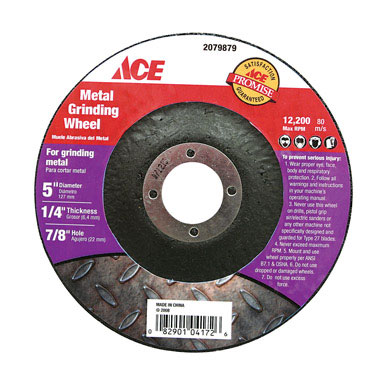 2079879
ACE
Metal
Grinding
Wheel
Muela Abrasiva del Metal
For grinding
metal
Para cortar metal
5" Diameter
Diámetro
127 mm
1/4" Thickness
Grosor (6.4 mm)
7/8" Hole
Agujero (22 mm)
SATISFACTION
ACE
PROMISE
GUARANTEED
12,200 80
Max RPM m/s
To prevent serious injury:
1. Wear proper eye, face,
body and respiratory
protection. 2. Follow all
warnings and instructions
in your machine's
operating manual.
3. Never use this wheel
on drills, pistol grip
wire/drill sanders or
any other machine not
specifically designed and
guarded for Type 27 blades.
4. Never exceed maximum
RPM. 5. Mount and use
wheel properly per ANSI
B7.1 & OSHA. 6. Do not use
dropped or damaged wheels.
7. Do not use excess
force.
MADE IN CHINA
© 2008
0 82901 04172 6